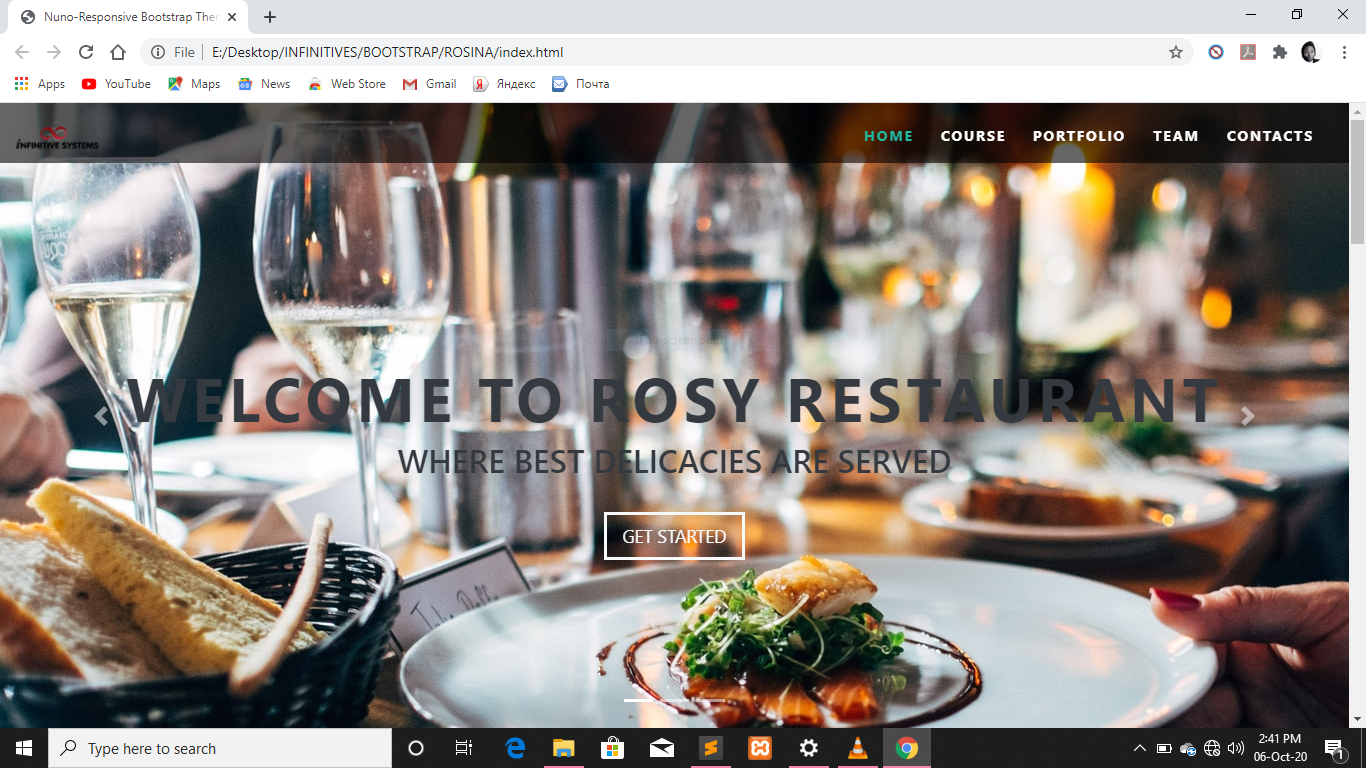 Nuno-Responsive Bootstrap Ther
File
E:/Desktop/INFINITIVES/BOOTSTRAP/ROSINA/index.html
Apps YouTube Maps News Web Store Gmail Яндекс Почта
INFINITIVE SYSTEMS
HOME COURSE PORTFOLIO TEAM CONTACTS
WELCOME TO ROSY RESTAURANT
WHERE BEST DELICACIES ARE SERVED
GET STARTED
Type here to search
2:41 PM
06-Oct-20
1